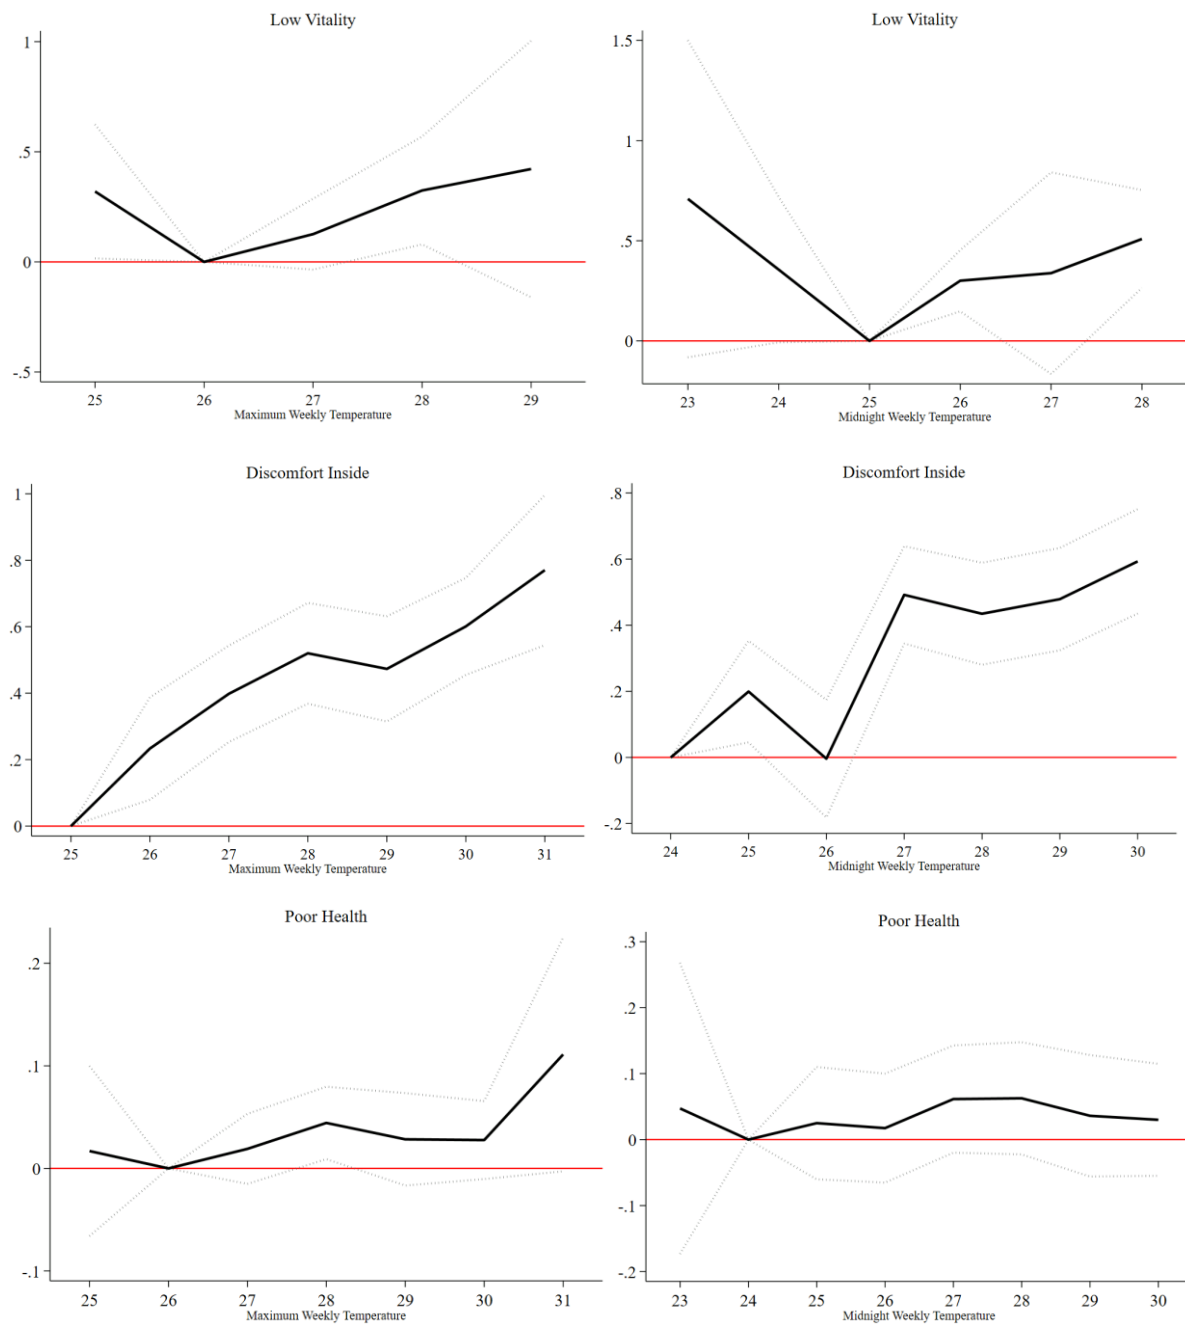 Low Vitality
1
.5
0
-.5
25 26 27 28 29
Maximum Weekly Temperature
Low Vitality
1.5
1
.5
0
23 24 25 26 27 28
Midnight Weekly Temperature
Discomfort Inside
1
.8
.6
.4
.2
0
25 26 27 28 29 30 31
Maximum Weekly Temperature
Discomfort Inside
.8
.6
.4
.2
0
-.2
24 25 26 27 28 29 30
Midnight Weekly Temperature
Poor Health
.2
.1
0
-.1
25 26 27 28 29 30 31
Maximum Weekly Temperature
Poor Health
.3
.2
.1
0
-.1
-.2
23 24 25 26 27 28 29 30
Midnight Weekly Temperature